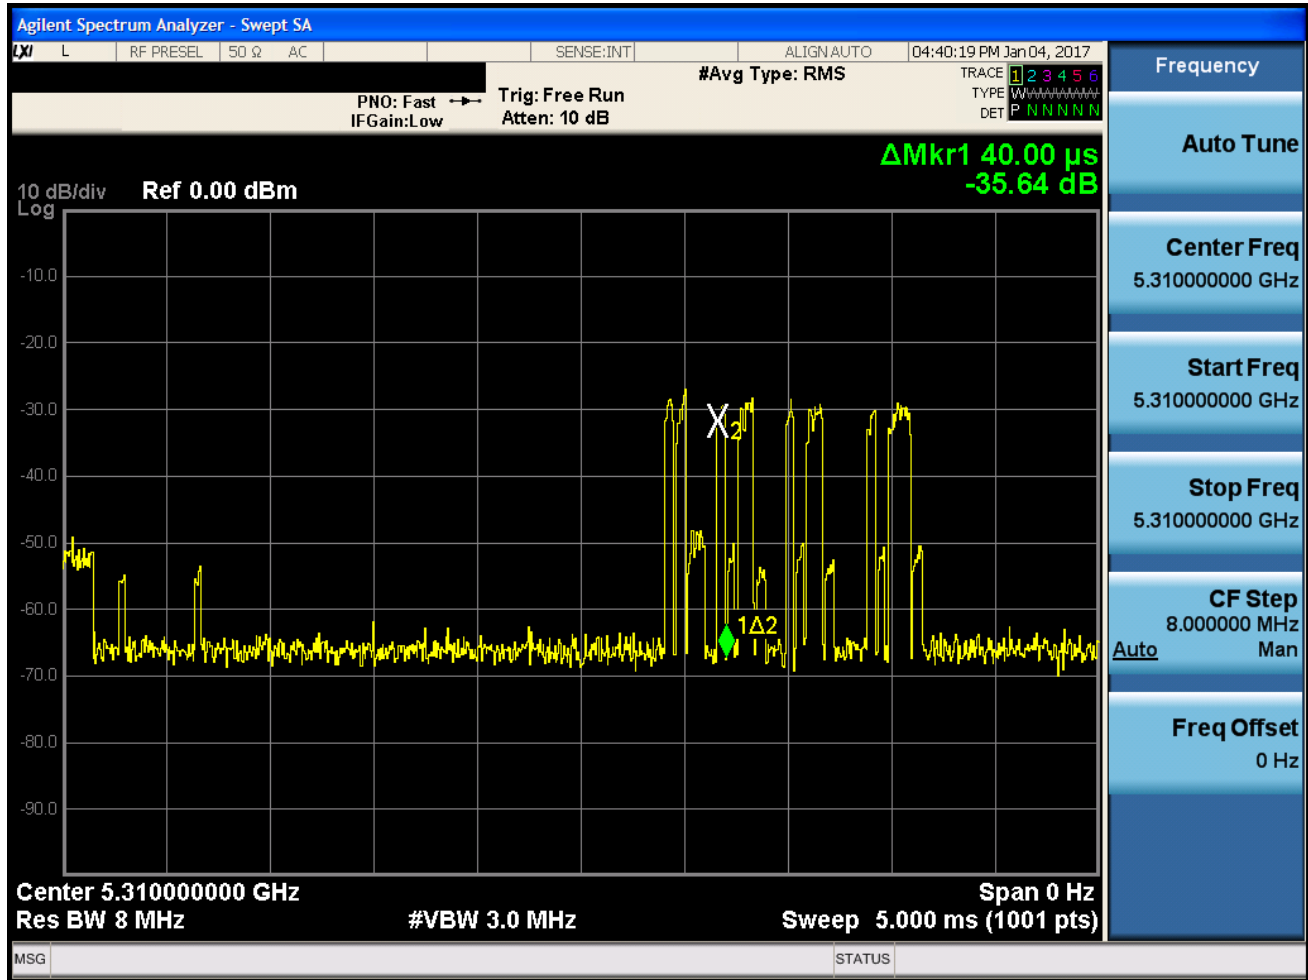 Agilent Spectrum Analyzer - Swept SA
LXI L RF PRESEL 50 Ω AC SENSE:INT ALIGN AUTO 04:40:19 PM Jan 04, 2017
#Avg Type: RMS
TRACE 1 2 3 4 5 6
PNO: Fast Trig: Free Run
TYPE W
IFGain:Low Atten: 10 dB
DET P N N N N N
ΔMkr1 40.00 µs
-35.64 dB
10 dB/div Ref 0.00 dBm
Log
-10.0
-20.0
-30.0
-40.0
-50.0
-60.0
-70.0
-80.0
-90.0
X2
1Δ2
Center 5.310000000 GHz Span 0 Hz
Res BW 8 MHz #VBW 3.0 MHz Sweep 5.000 ms (1001 pts)
MSG STATUS
Frequency
Auto Tune
Center Freq
5.310000000 GHz
Start Freq
5.310000000 GHz
Stop Freq
5.310000000 GHz
CF Step
8.000000 MHz
Auto Man
Freq Offset
0 Hz